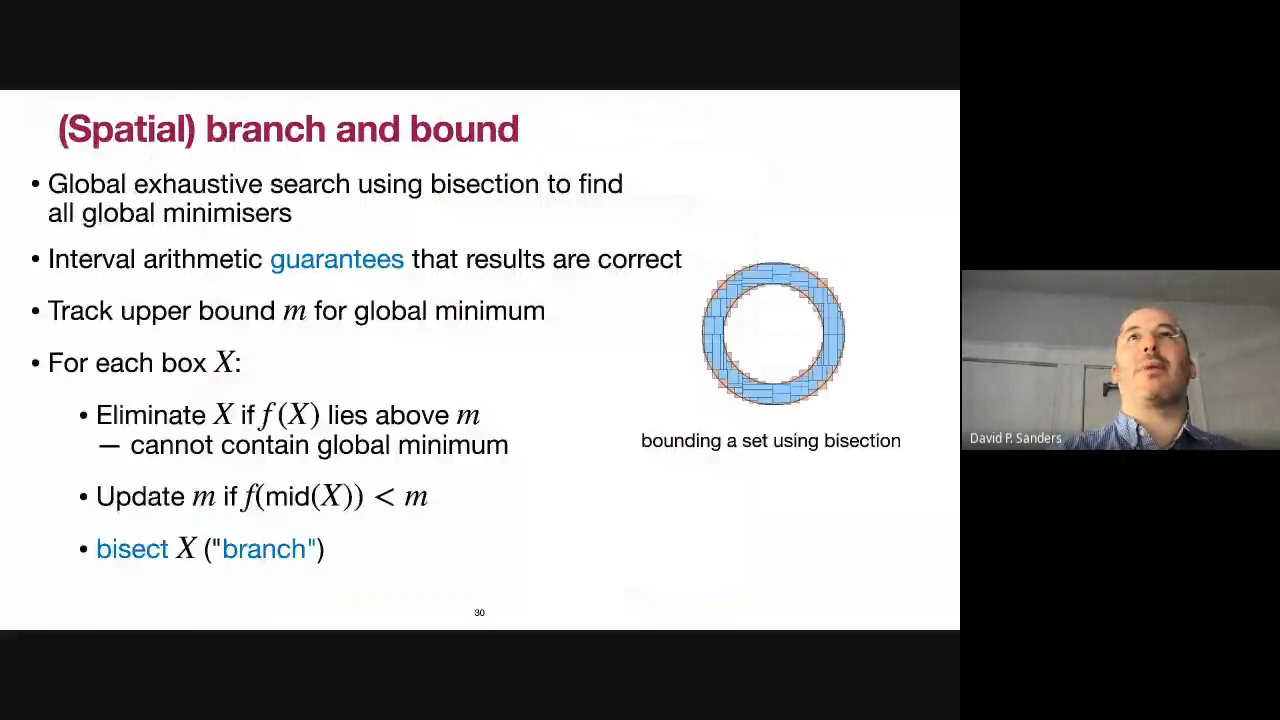 (Spatial) branch and bound
• Global exhaustive search using bisection to find
all global minimisers
• Interval arithmetic guarantees that results are correct
• Track upper bound m for global minimum
• For each box X:
• Eliminate X if f(X) lies above m
— cannot contain global minimum
• Update m if f(mid(X)) < m
• bisect X ("branch")
bounding a set using bisection
30
David P. Sanders